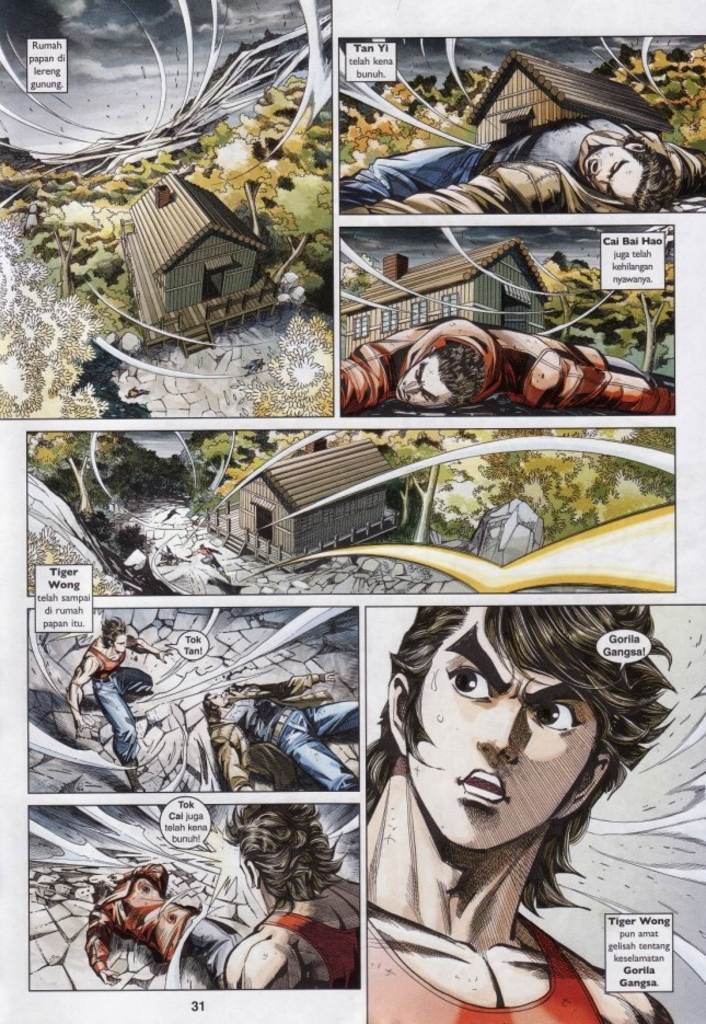 Rumah
papan di
lereng
gunung.
Tan Yi
telah kena
bunuh.
Cai Bai Hao
juga telah
kehilangan
nyawanya.
Tiger
Wong
telah sampai
di rumah
papan itu.
Tok
Tan!
Gorila
Gangsa!
Tok
Cai juga
telah kena
bunuh!
Tiger Wong
pun amat
gelisah tentang
keselamatan
Gorila
Gangsa.
31